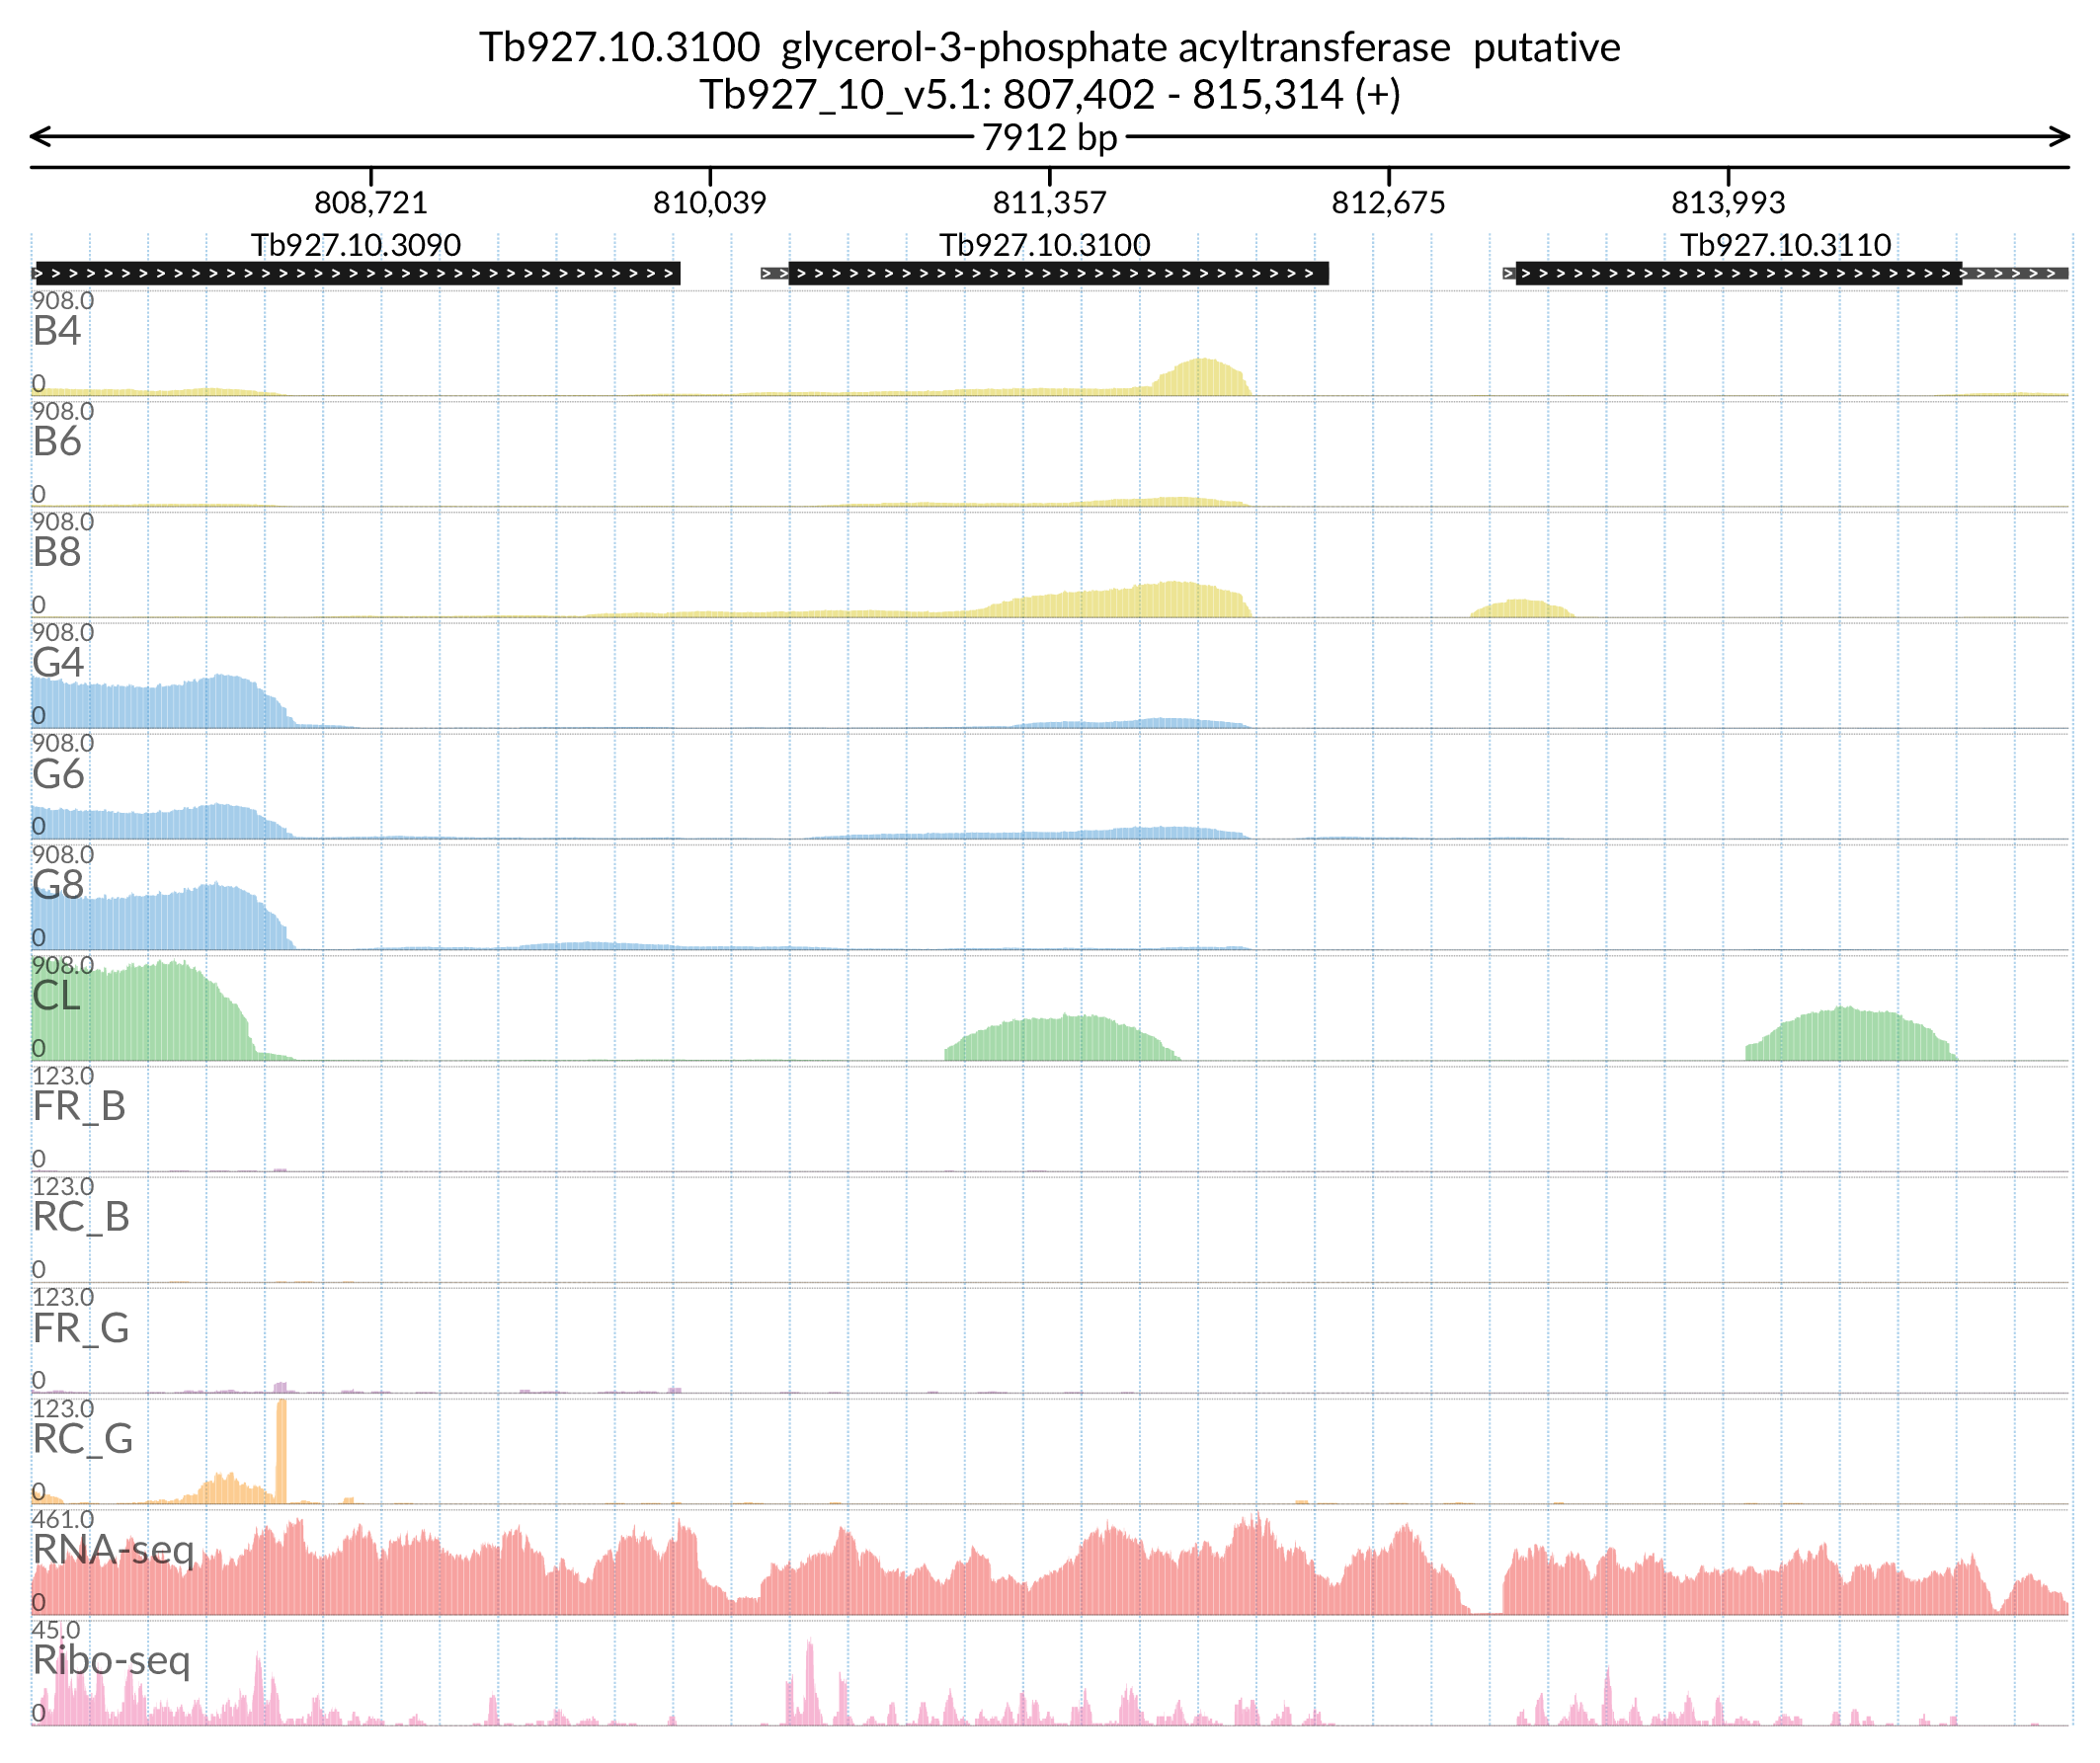 Tb927.10.3100 glycerol-3-phosphate acyltransferase putative
Tb927_10_v5.1: 807,402 - 815,314 (+)
7912 bp
808,721 810,039 811,357 812,675 813,993
Tb927.10.3090 Tb927.10.3100 Tb927.10.3110
908.0
B4
0
908.0
B6
0
908.0
B8
0
908.0
G4
0
908.0
G6
0
908.0
G8
0
908.0
CL
0
123.0
FR_B
0
123.0
RC_B
0
123.0
FR_G
0
123.0
RC_G
0
461.0
RNA-seq
0
45.0
Ribo-seq
0